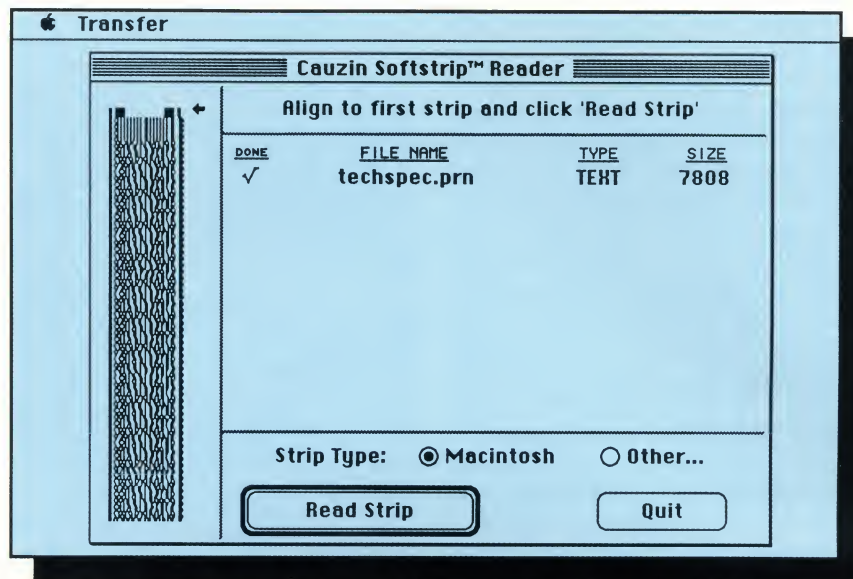 Transfer
Cauzin Softstrip™ Reader
Align to first strip and click 'Read Strip'
DONE FILE NAME TYPE SIZE
√ techspec.prn TEXT 7808
Strip Type: Macintosh Other...
Read Strip Quit